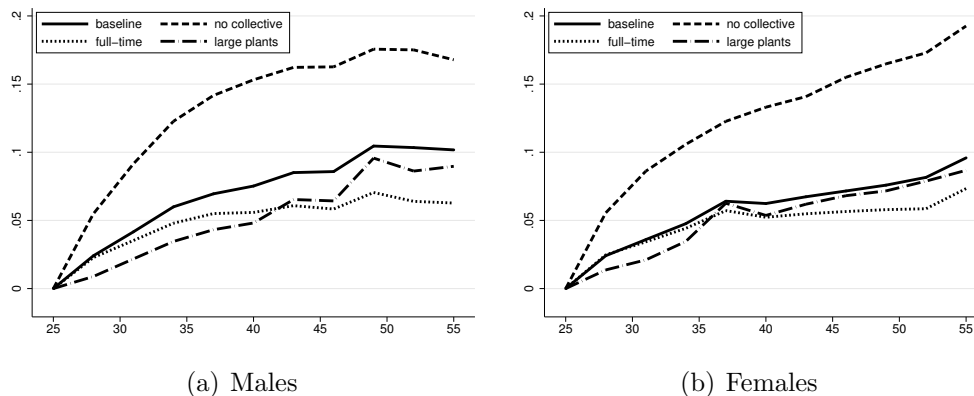 baseline no collective
full−time large plants
.2
.15
.1
.05
0
25 30 35 40 45 50 55
(a) Males
baseline no collective
full−time large plants
.2
.15
.1
.05
0
25 30 35 40 45 50 55
(b) Females